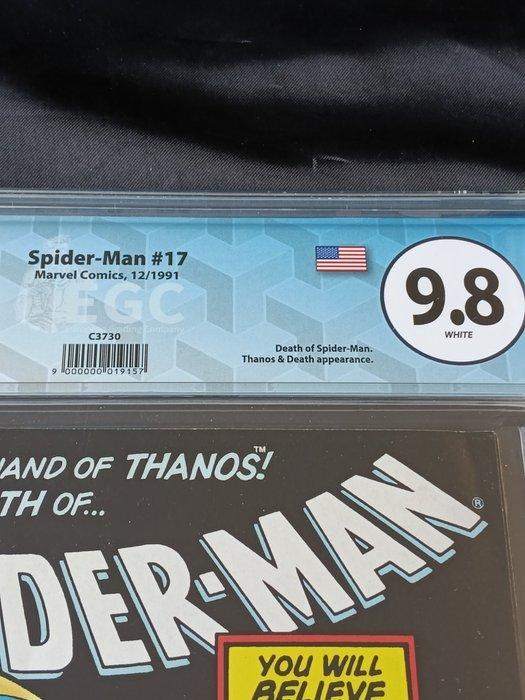 Spider-Man #17
Marvel Comics, 12/1991
EGC
C3730
9 000000 019157
Death of Spider-Man.
Thanos & Death appearance.
9.8
WHITE
HAND OF THANOS!™
TH OF...
DER-MAN®
YOU WILL
BELIEVE